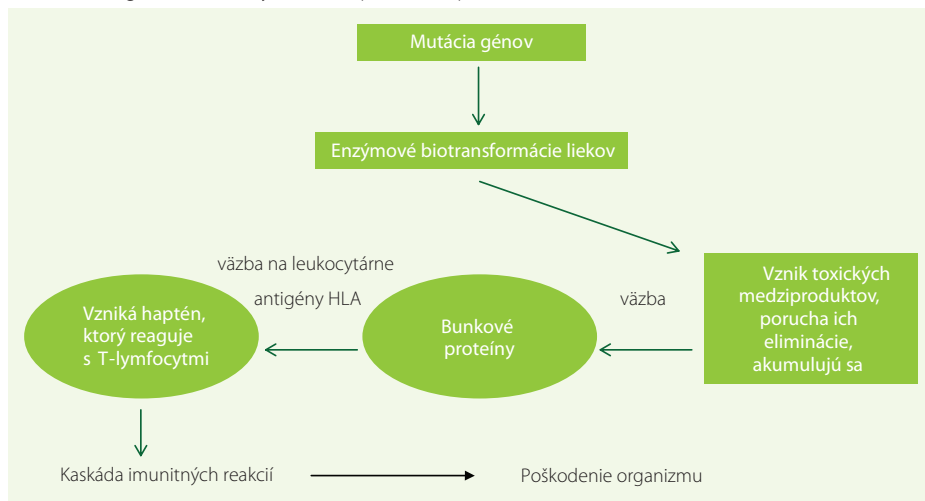 Mutácia génov
Enzýmové biotransformácie liekov
Vznik toxických
medziproduktov,
porucha ich
eliminácie,
akumulujú sa
väzba
Bunkové
proteíny
väzba na leukocytárne
antigény HLA
Vzniká haptén,
ktorý reaguje
s T-lymfocytmi
Kaskáda imunitných reakcií
Poškodenie organizmu